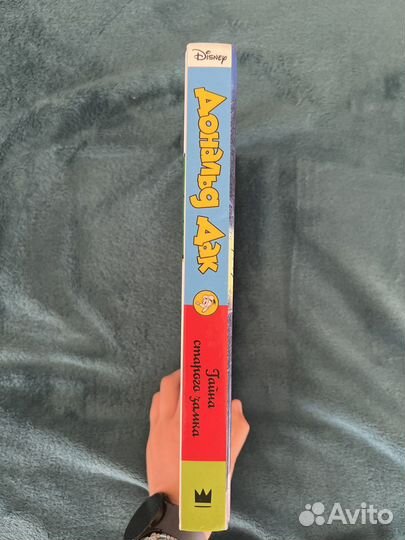 Disney
Дональд Дак
Тайна
старого замка
Avito